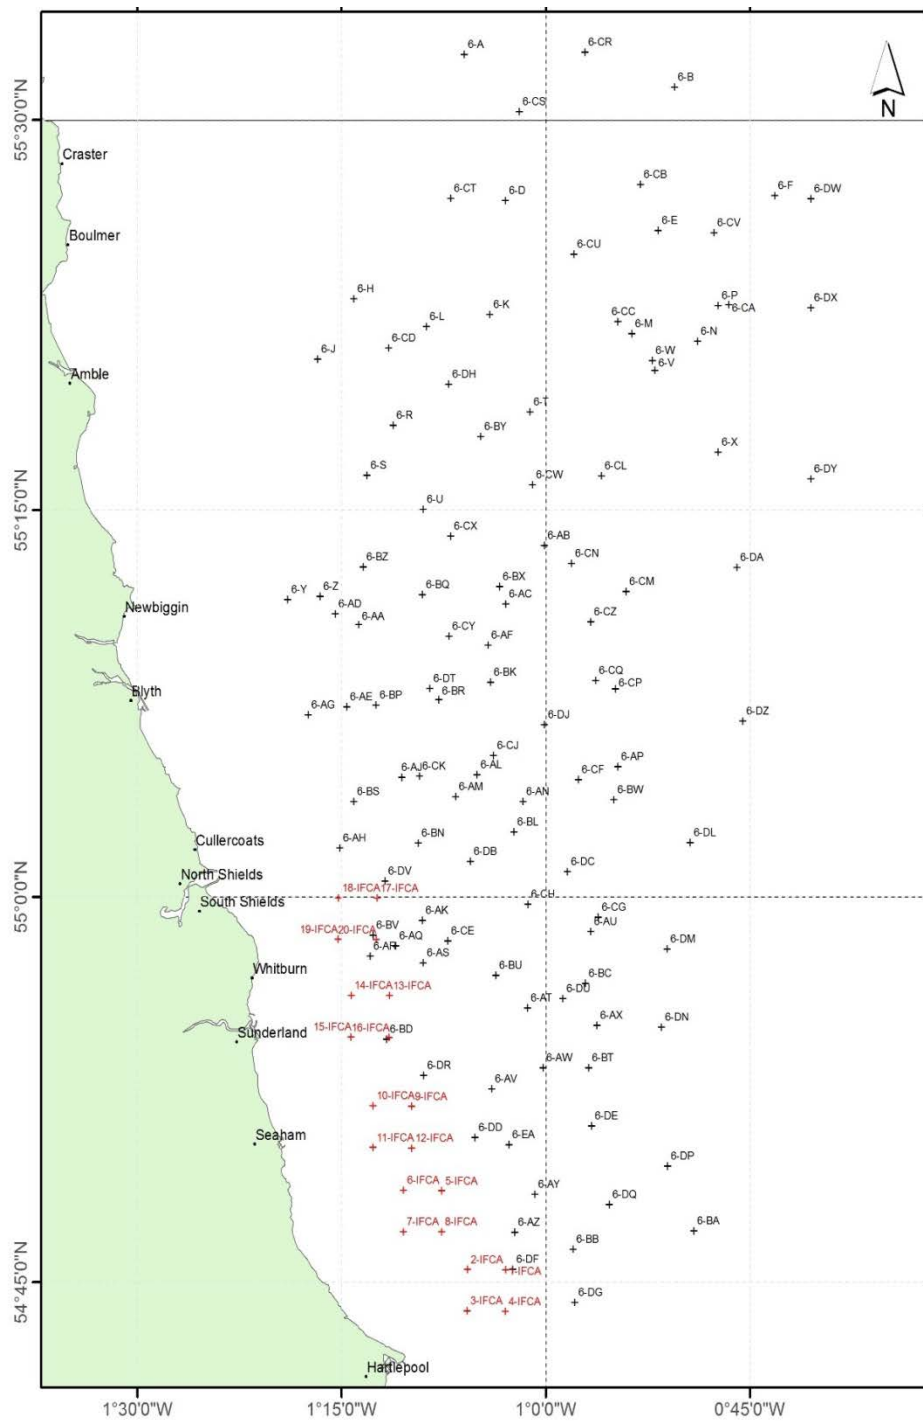 6-A
6-CR
6-B
6-CS
N
55°30'0"N
Craster
6-CT
6-D
6-CB
6-F
6-DW
Boulmer
6-E
6-CV
6-CU
6-H
6-K
6-L
6-P
6-CA
6-DX
6-CC
6-M
6-N
6-J
6-CD
6-W
6-V
Amble
6-DH
6-T
6-R
6-BY
6-X
6-S
6-CW
6-CL
6-DY
55°15'0"N
6-U
6-CX
6-AB
6-BZ
6-CN
6-DA
6-Y
6-Z
6-BQ
6-BX
6-CM
6-AD
6-AC
Newbiggin
6-AA
6-CZ
6-CY
6-AF
6-DT
6-BK
6-CQ
6-CP
Blyth
6-AG
6-AE
6-BP
6-BR
6-DJ
6-DZ
6-CJ
6-AJ
6-CK
6-AL
6-CF
6-AP
6-BS
6-AM
6-AN
6-BW
Cullercoats
6-AH
6-BN
6-BL
6-DL
6-DB
6-DC
North Shields
6-DV
55°0'0"N
18-IFCA
17-IFCA
6-CH
South Shields
6-AK
6-CG
19-IFCA
20-IFCA
6-BV
6-AQ
6-CE
6-AU
6-AR
6-AS
6-DM
Whitburn
6-BU
6-BC
14-IFCA
13-IFCA
6-AT
6-DU
Sunderland
15-IFCA
16-IFCA
6-BD
6-AX
6-DN
6-DR
6-AV
6-AW
6-BT
10-IFCA
9-IFCA
Seaham
11-IFCA
12-IFCA
6-DD
6-EA
6-DE
6-DP
6-IFCA
5-IFCA
6-AY
6-DQ
7-IFCA
8-IFCA
6-AZ
6-BB
6-BA
54°45'0"N
2-IFCA
6-DF
1-IFCA
3-IFCA
4-IFCA
6-DG
Hartlepool
1°30'0"W
1°15'0"W
1°0'0"W
0°45'0"W